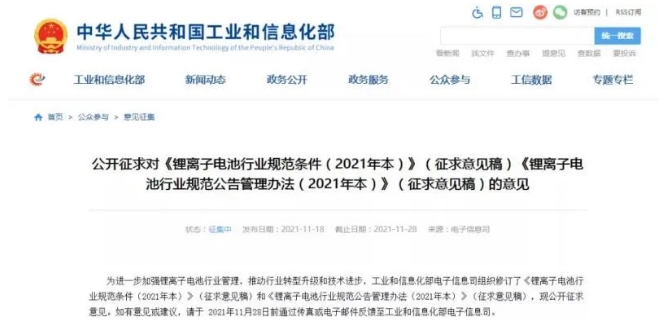 访客预约 | RSS订阅
中华人民共和国工业和信息化部
Ministry of Industry and Information Technology of the People's Republic of China
统一搜索
看新闻 找文件 查办事 提意见 查数据 要投诉
工业和信息化部 新闻动态 政务公开 政务服务 公众参与 工信数据 专题专栏
首页 > 公众参与 > 意见征集
公开征求对《锂离子电池行业规范条件（2021年本）》（征求意见稿）《锂离子电
池行业规范公告管理办法（2021年本）》（征求意见稿）的意见
状态：征集中 发布日期：2021-11-18 截止日期：2021-11-28 来源：电子信息司
为进一步加强锂离子电池行业管理，推动行业转型升级和技术进步，工业和信息化部电子信息司组织修订了《锂离子电池行
业规范条件（2021年本）》（征求意见稿）和《锂离子电池行业规范公告管理办法（2021年本）》（征求意见稿），现公开征求
意见。如有意见或建议，请于 2021年11月28日前通过传真或电子邮件反馈至工业和信息化部电子信息司。